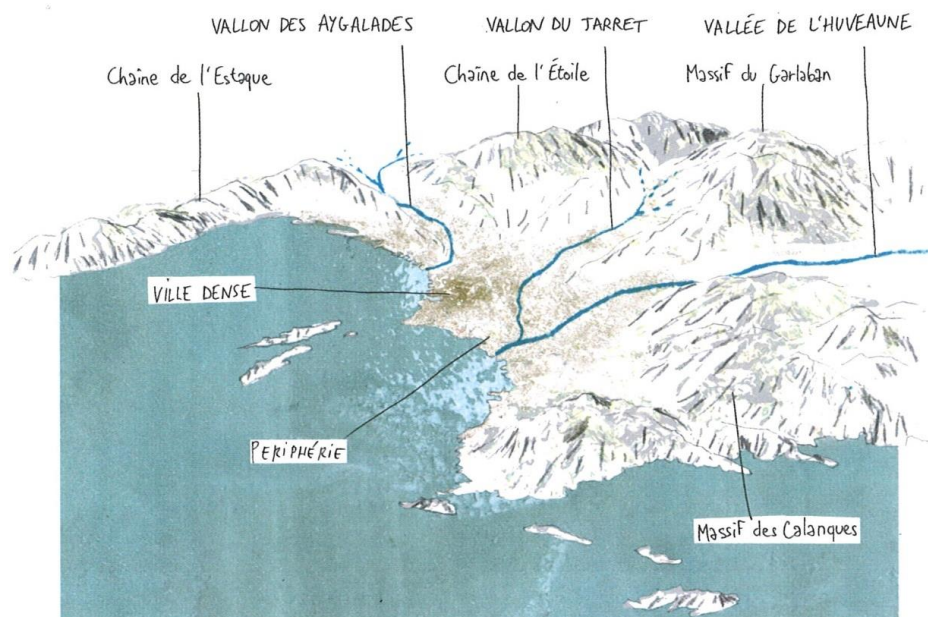 VALLON DES AYGALADES
VALLON DU JARRET
VALLÉE DE L'HUVEAUNE
Chaîne de l'Estaque
Chaîne de l'Étoile
Massif du Garlaban
VILLE DENSE
PERIPHÉRIE
Massif des Calanques